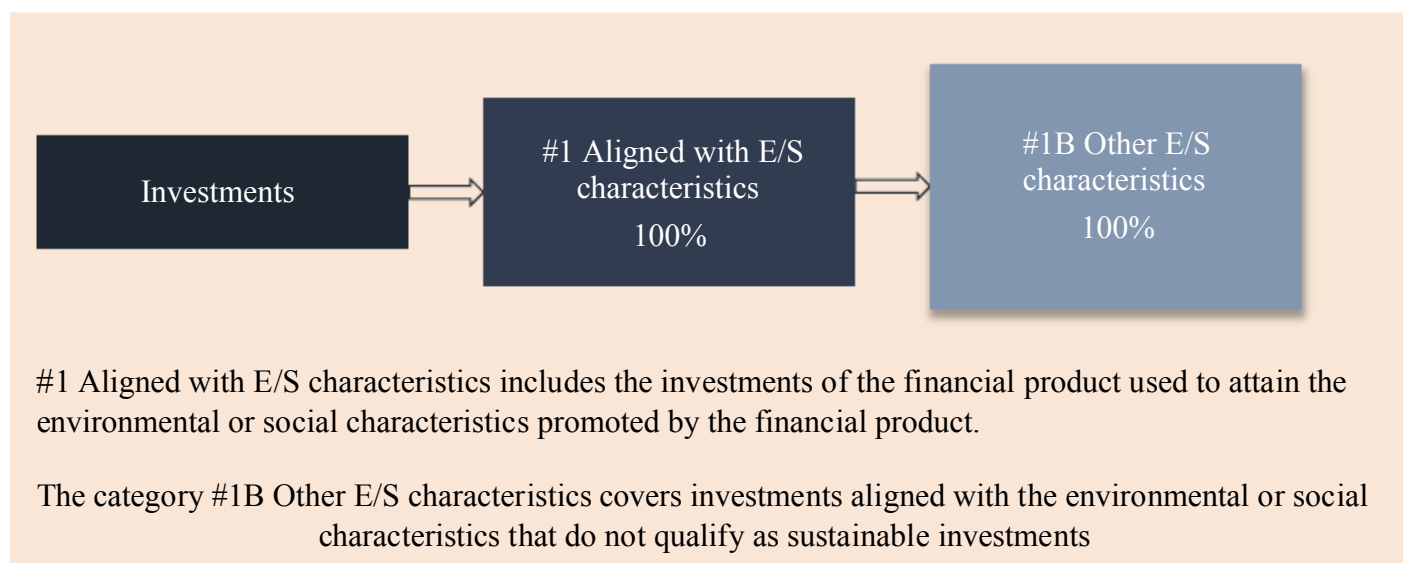 Investments
#1 Aligned with E/S
characteristics
100%
#1B Other E/S
characteristics
100%
#1 Aligned with E/S characteristics includes the investments of the financial product used to attain the
environmental or social characteristics promoted by the financial product.
The category #1B Other E/S characteristics covers investments aligned with the environmental or social
characteristics that do not qualify as sustainable investments